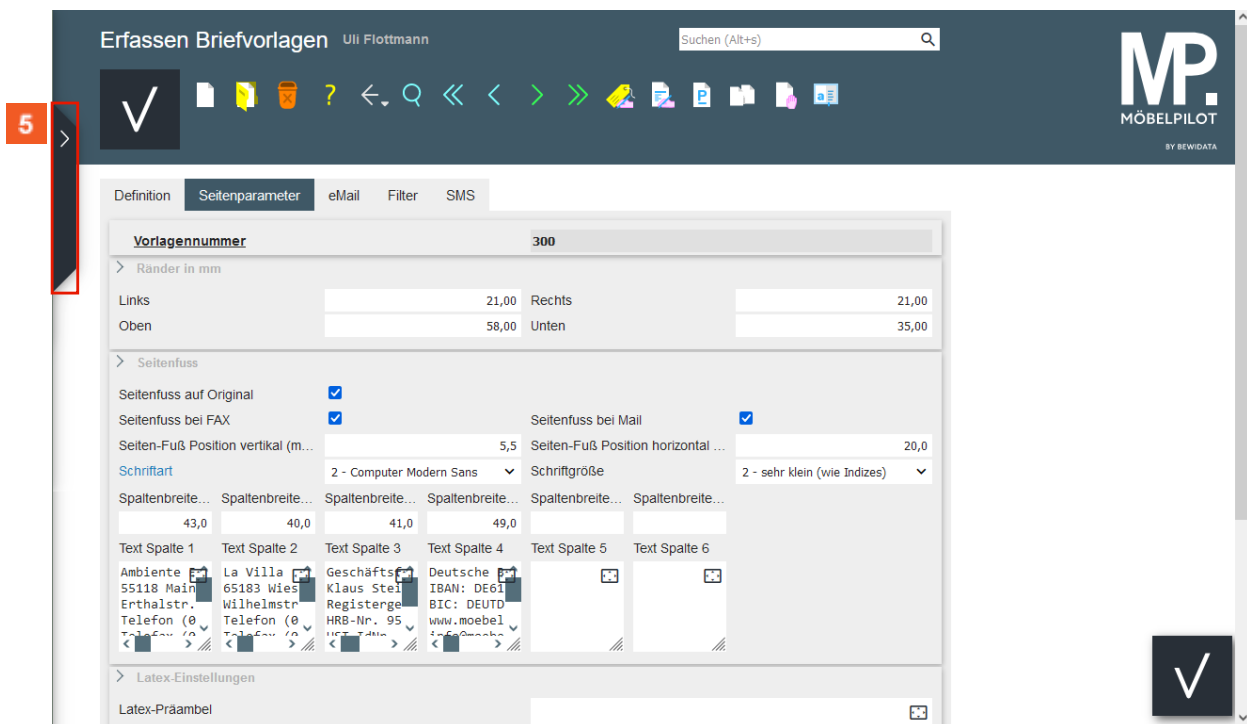 Erfassen Briefvorlagen Uli Flottmann
Suchen (Alt+s)
MP.
MÖBELPILOT
BY BEWIDATA
5
Definition Seitenparameter eMail Filter SMS
Vorlagennummer 300
Ränder in mm
Links 21,00 Rechts 21,00
Oben 58,00 Unten 35,00
Seitenfuss
Seitenfuss auf Original
Seitenfuss bei FAX Seitenfuss bei Mail
Seiten-Fuß Position vertikal (m... 5,5 Seiten-Fuß Position horizontal ... 20,0
Schriftart 2 - Computer Modern Sans Schriftgröße 2 - sehr klein (wie Indizes)
Spaltenbreite... Spaltenbreite... Spaltenbreite... Spaltenbreite... Spaltenbreite... Spaltenbreite...
43,0 40,0 41,0 49,0
Text Spalte 1 Text Spalte 2 Text Spalte 3 Text Spalte 4 Text Spalte 5 Text Spalte 6
Ambiente La Villa Geschäftsf Deutsche
55118 Main 65183 Wies Klaus Stei IBAN: DE61
Erthalstr. Wilhelmstr Registerge BIC: DEUTD
Telefon (0 Telefon (0 HRB-Nr. 95 www.moebel
Latex-Einstellungen
Latex-Präambel